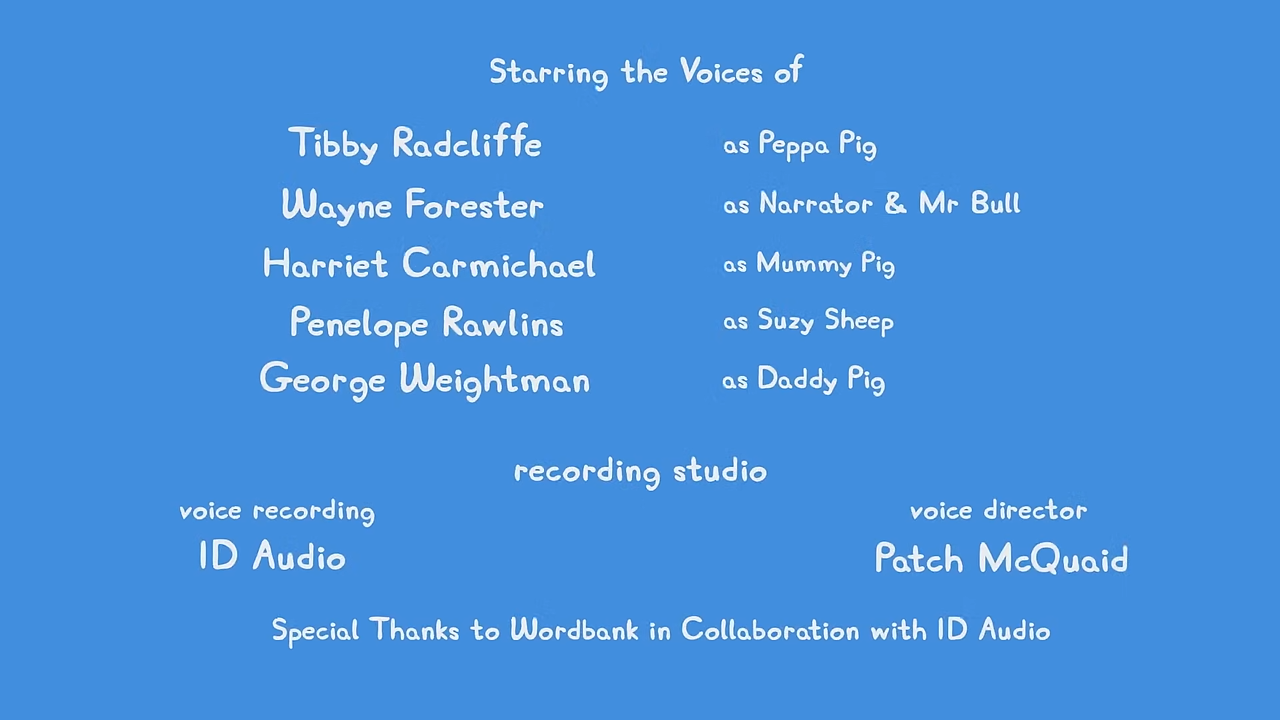 Starring the Voices of
Tibby Radcliffe as Peppa Pig
Wayne Forester as Narrator & Mr Bull
Harriet Carmichael as Mummy Pig
Penelope Rawlins as Suzy Sheep
George Weightman as Daddy Pig
recording studio
voice recording voice director
ID Audio Patch McQuaid
Special Thanks to Wordbank in Collaboration with ID Audio